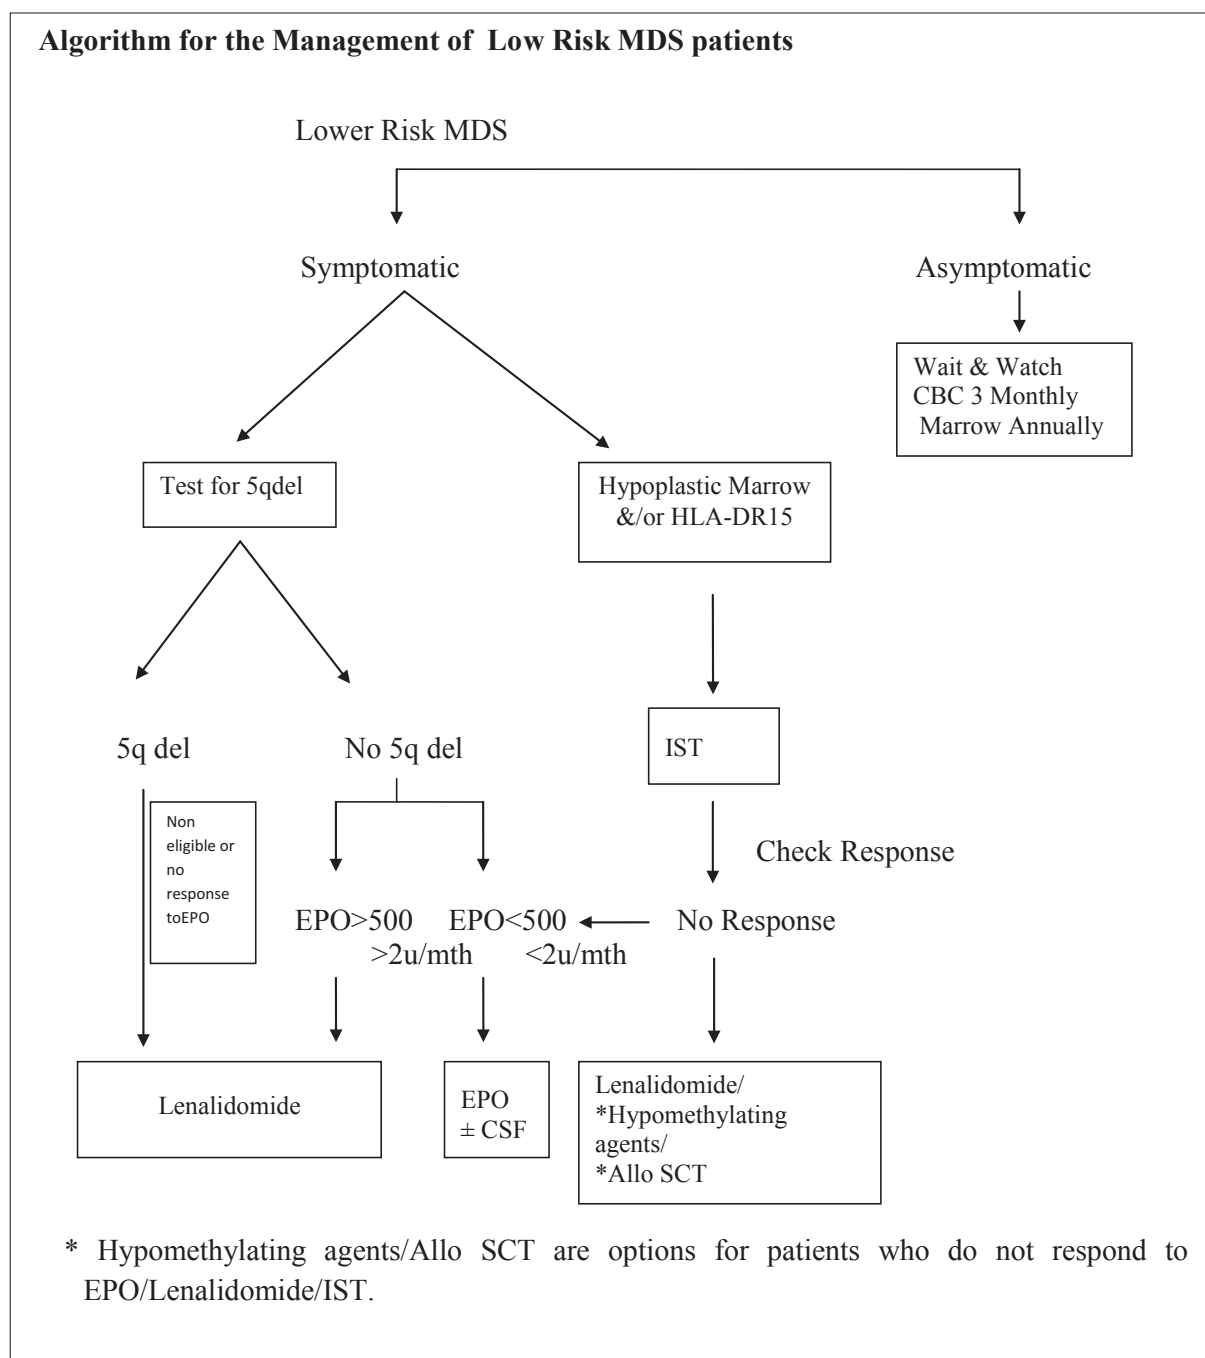 Algorithm for the Management of Low Risk MDS patients
Lower Risk MDS
Symptomatic
Asymptomatic
Wait & Watch
CBC 3 Monthly
Marrow Annually
Test for 5qdel
Hypoplastic Marrow
&/or HLA-DR15
5q del
No 5q del
IST
Non
eligible or
no
response
toEPO
Check Response
EPO>500
>2u/mth
EPO<500
<2u/mth
No Response
Lenalidomide
EPO
± CSF
Lenalidomide/
*Hypomethylating
agents/
*Allo SCT
* Hypomethylating agents/Allo SCT are options for patients who do not respond to
EPO/Lenalidomide/IST.